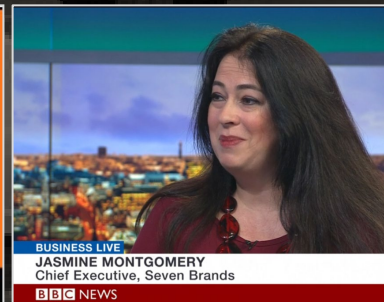 BUSINESS LIVE
JASMINE MONTGOMERY
Chief Executive, Seven Brands
BBC NEWS